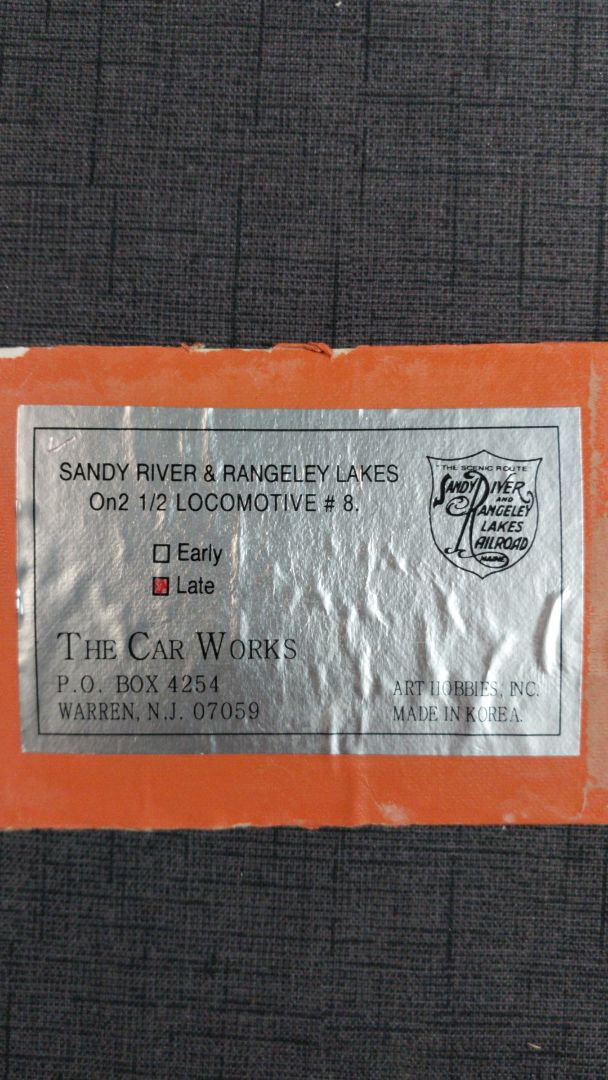 SANDY RIVER & RANGELEY LAKES
On2 1/2 LOCOMOTIVE # 8.
"THE SCENIC ROUTE"
SANDY RIVER
AND
RANGELEY
LAKES
RAILROAD
MAINE
Early
Late
THE CAR WORKS
P.O. BOX 4254
WARREN, N.J. 07059
ART HOBBIES, INC.
MADE IN KOREA.